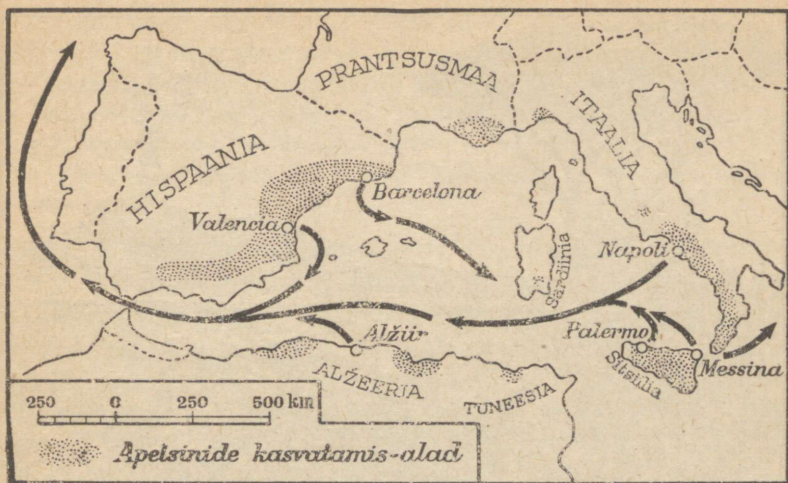 PRANTSUSMAA
ITAALIA
HISPAANIA
Barcelona
Valencia
Napoli
Sardiinia
Alžiir
Palermo
Messina
Sitsiilia
ALŽEERIA
TUNEESIA
250 0 250 500 km
Apelsinide kasvatamis-alad